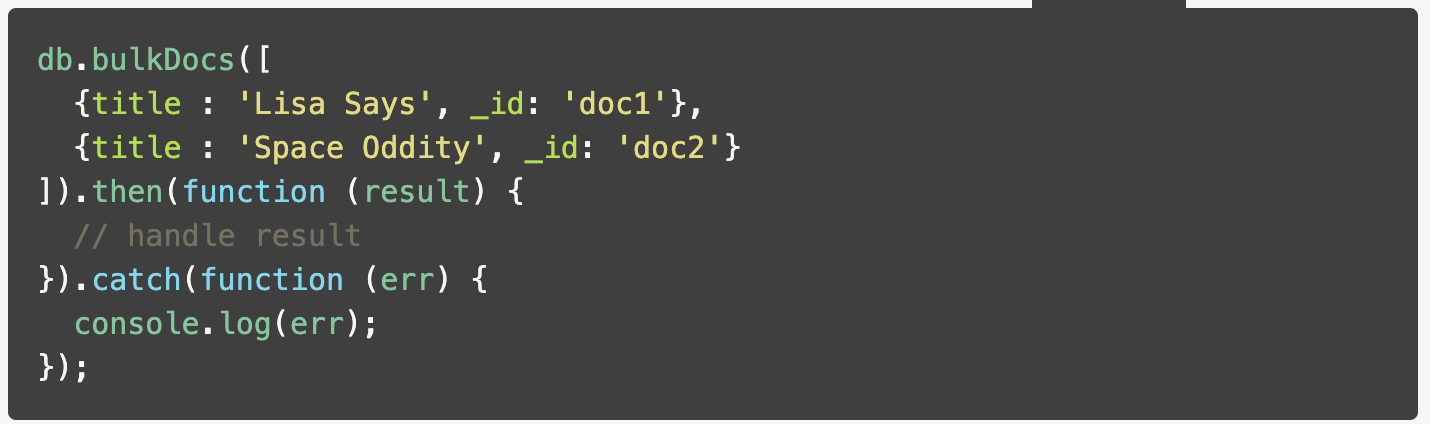 db.bulkDocs([
  {title : 'Lisa Says', _id: 'doc1'},
  {title : 'Space Oddity', _id: 'doc2'}
]).then(function (result) {
  // handle result
}).catch(function (err) {
  console.log(err);
});